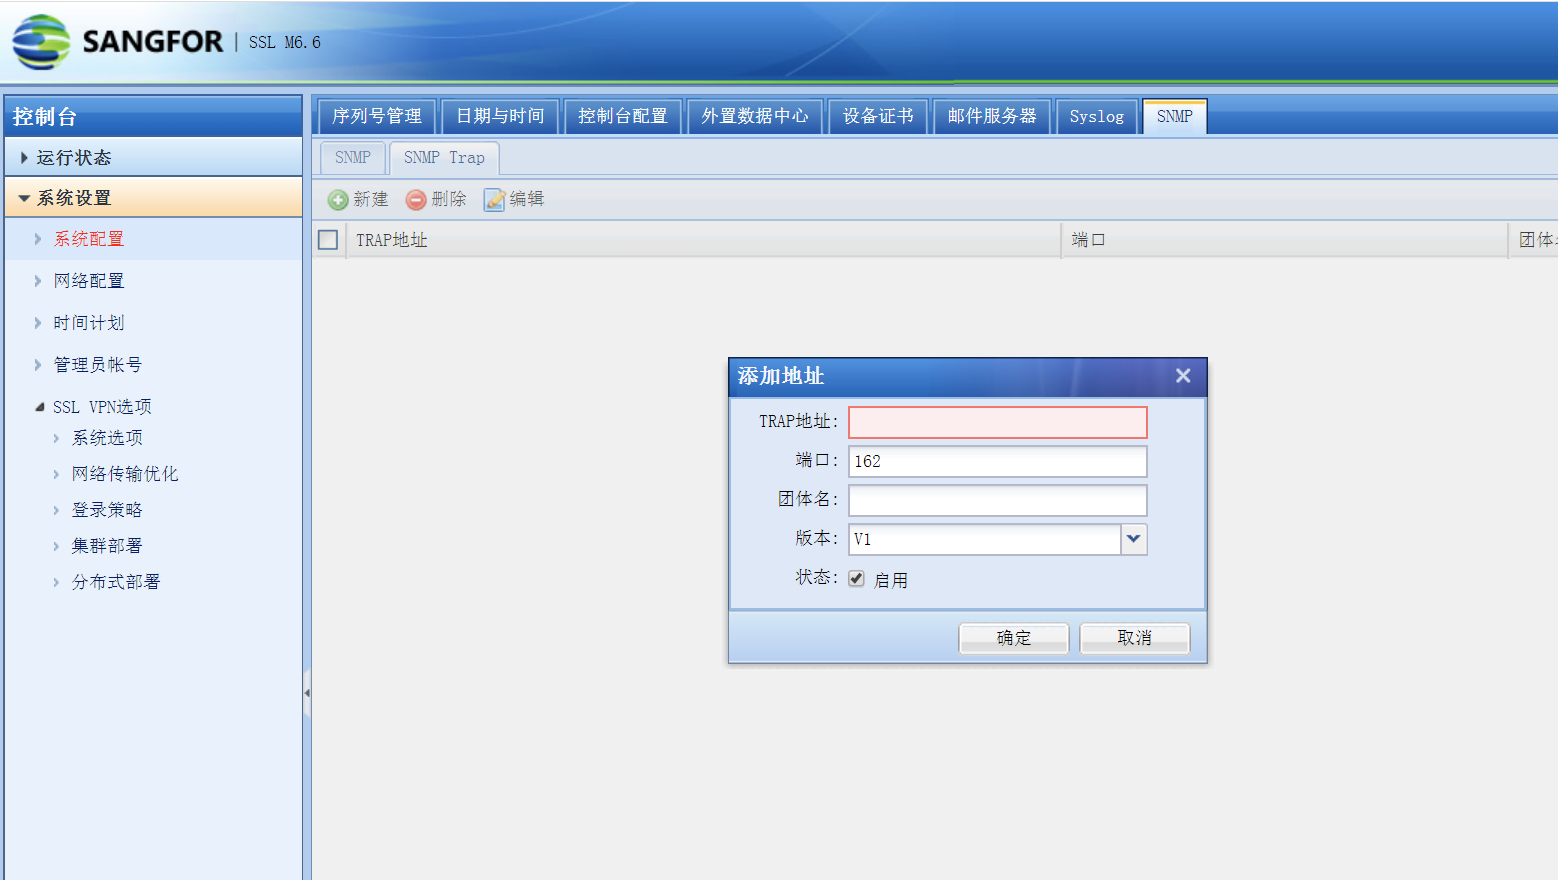 SANGFOR | SSL M6.6
控制台
运行状态
系统设置
系统配置
网络配置
时间计划
管理员帐号
SSL VPN选项
系统选项
网络传输优化
登录策略
集群部署
分布式部署
序列号管理 日期与时间 控制台配置 外置数据中心 设备证书 邮件服务器 Syslog SNMP
SNMP SNMP Trap
新建 删除 编辑
TRAP地址 端口 团体
添加地址
TRAP地址:
端口: 162
团体名:
版本: V1
状态: 启用
确定 取消